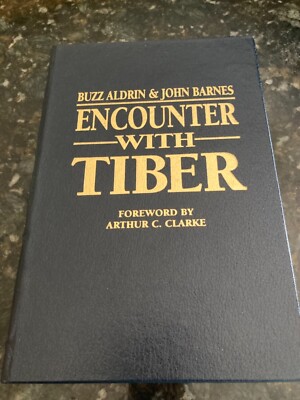 BUZZ ALDRIN & JOHN BARNES
ENCOUNTER
WITH
TIBER
FOREWORD BY
ARTHUR C. CLARKE